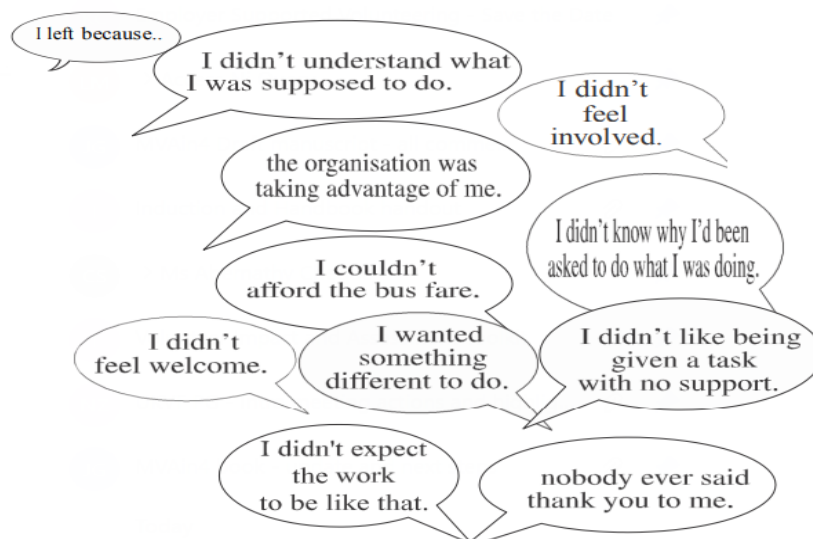 I left because..
I didn’t understand what
I was supposed to do.
I didn’t
feel
involved.
the organisation was
taking advantage of me.
I didn’t know why I’d been
asked to do what I was doing.
I couldn’t
afford the bus fare.
I didn’t
feel welcome.
I wanted
something
different to do.
I didn’t like being
given a task
with no support.
I didn't expect
the work
to be like that.
nobody ever said
thank you to me.